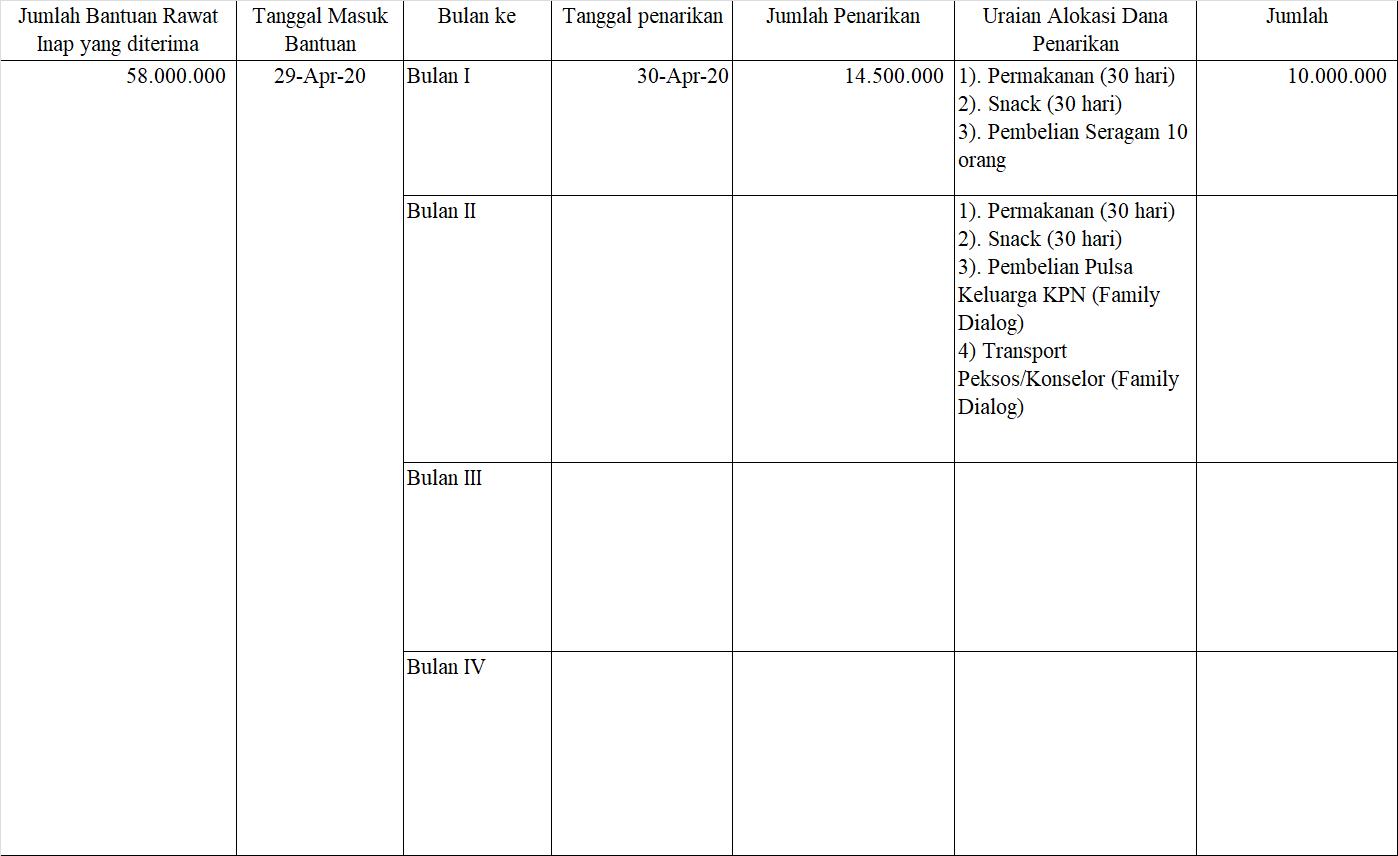 Jumlah Bantuan Rawat
Inap yang diterima
Tanggal Masuk
Bantuan
Bulan ke
Tanggal penarikan
Jumlah Penarikan
Uraian Alokasi Dana
Penarikan
Jumlah
58.000.000
29-Apr-20
Bulan I
30-Apr-20
14.500.000
1). Permakanan (30 hari)
2). Snack (30 hari)
3). Pembelian Seragam 10
orang
10.000.000
Bulan II
1). Permakanan (30 hari)
2). Snack (30 hari)
3). Pembelian Pulsa
Keluarga KPN (Family
Dialog)
4) Transport
Peksos/Konselor (Family
Dialog)
Bulan III
Bulan IV